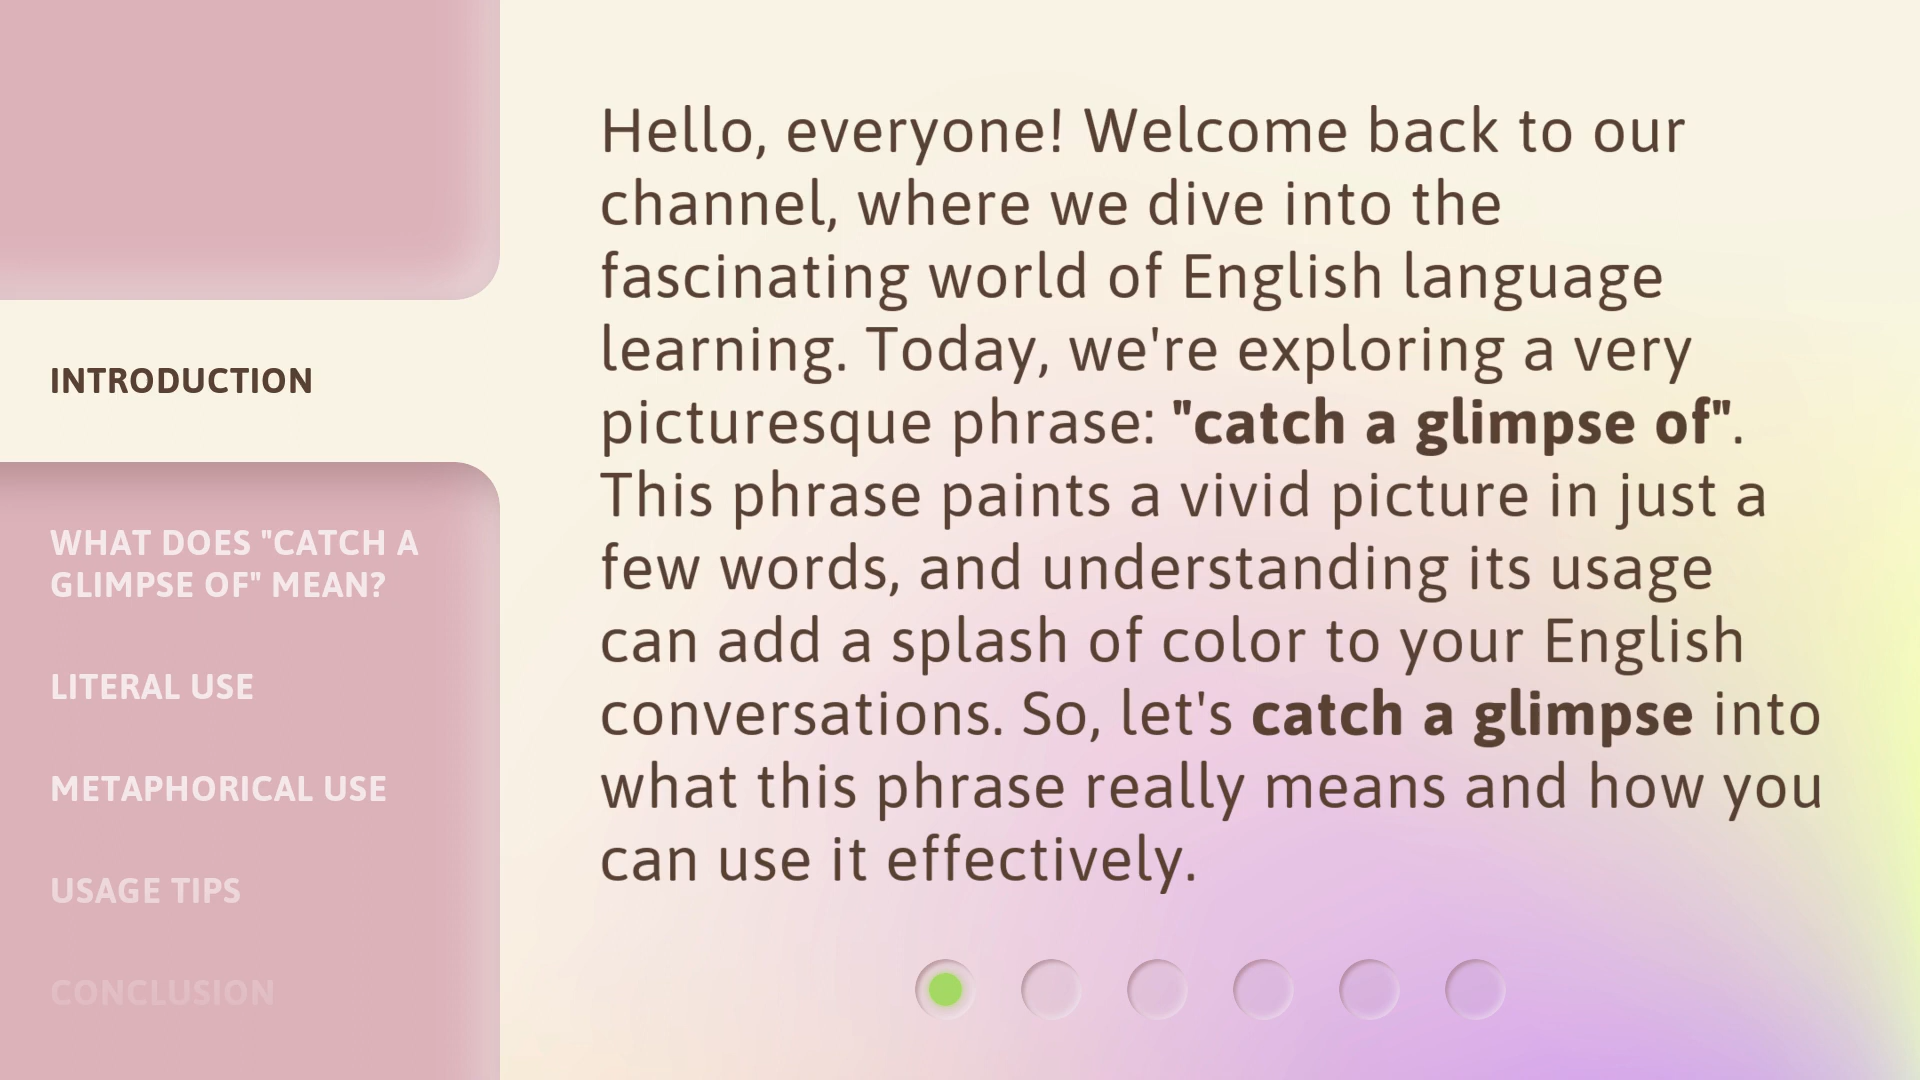 INTRODUCTION
WHAT DOES "CATCH A
GLIMPSE OF" MEAN?
LITERAL USE
METAPHORICAL USE
USAGE TIPS
CONCLUSION
Hello, everyone! Welcome back to our
channel, where we dive into the
fascinating world of English language
learning. Today, we're exploring a very
picturesque phrase: "catch a glimpse of".
This phrase paints a vivid picture in just a
few words, and understanding its usage
can add a splash of color to your English
conversations. So, let's catch a glimpse into
what this phrase really means and how you
can use it effectively.